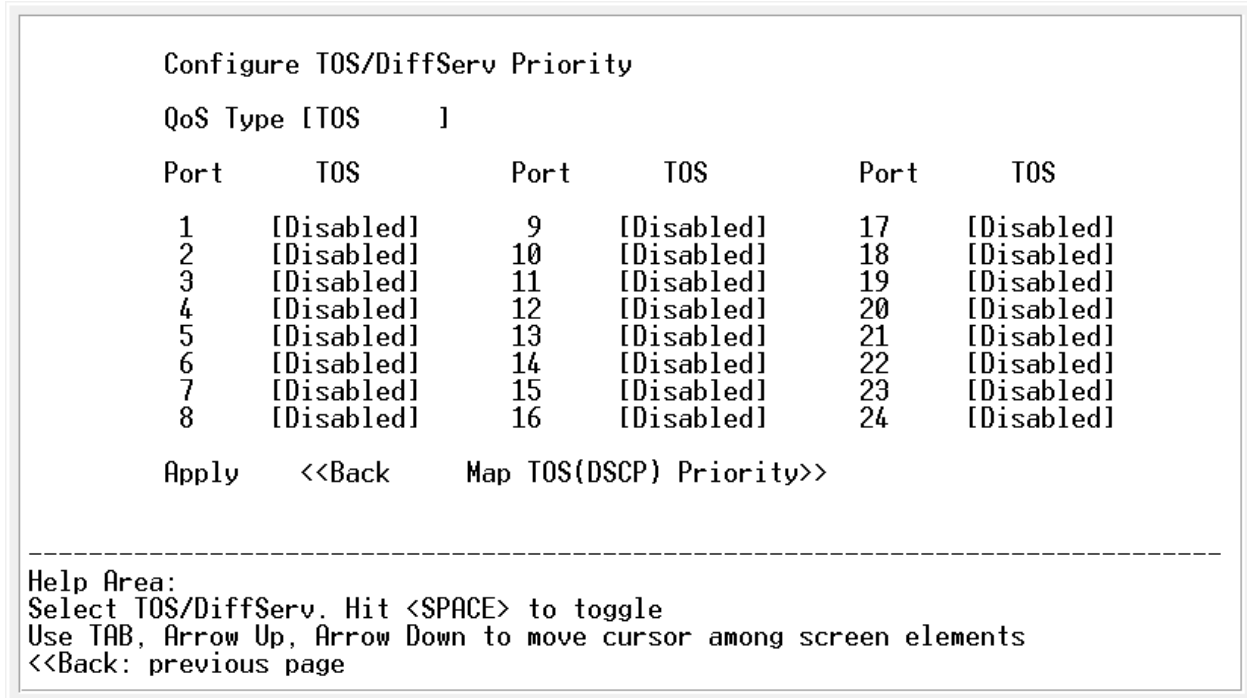 Configure TOS/DiffServ Priority
QoS Type [TOS     ]
Port TOS Port TOS Port TOS
1 [Disabled] 9 [Disabled] 17 [Disabled]
2 [Disabled] 10 [Disabled] 18 [Disabled]
3 [Disabled] 11 [Disabled] 19 [Disabled]
4 [Disabled] 12 [Disabled] 20 [Disabled]
5 [Disabled] 13 [Disabled] 21 [Disabled]
6 [Disabled] 14 [Disabled] 22 [Disabled]
7 [Disabled] 15 [Disabled] 23 [Disabled]
8 [Disabled] 16 [Disabled] 24 [Disabled]
Apply <<Back Map TOS(DSCP) Priority>>
Help Area:
Select TOS/DiffServ. Hit <SPACE> to toggle
Use TAB, Arrow Up, Arrow Down to move cursor among screen elements
<<Back: previous page